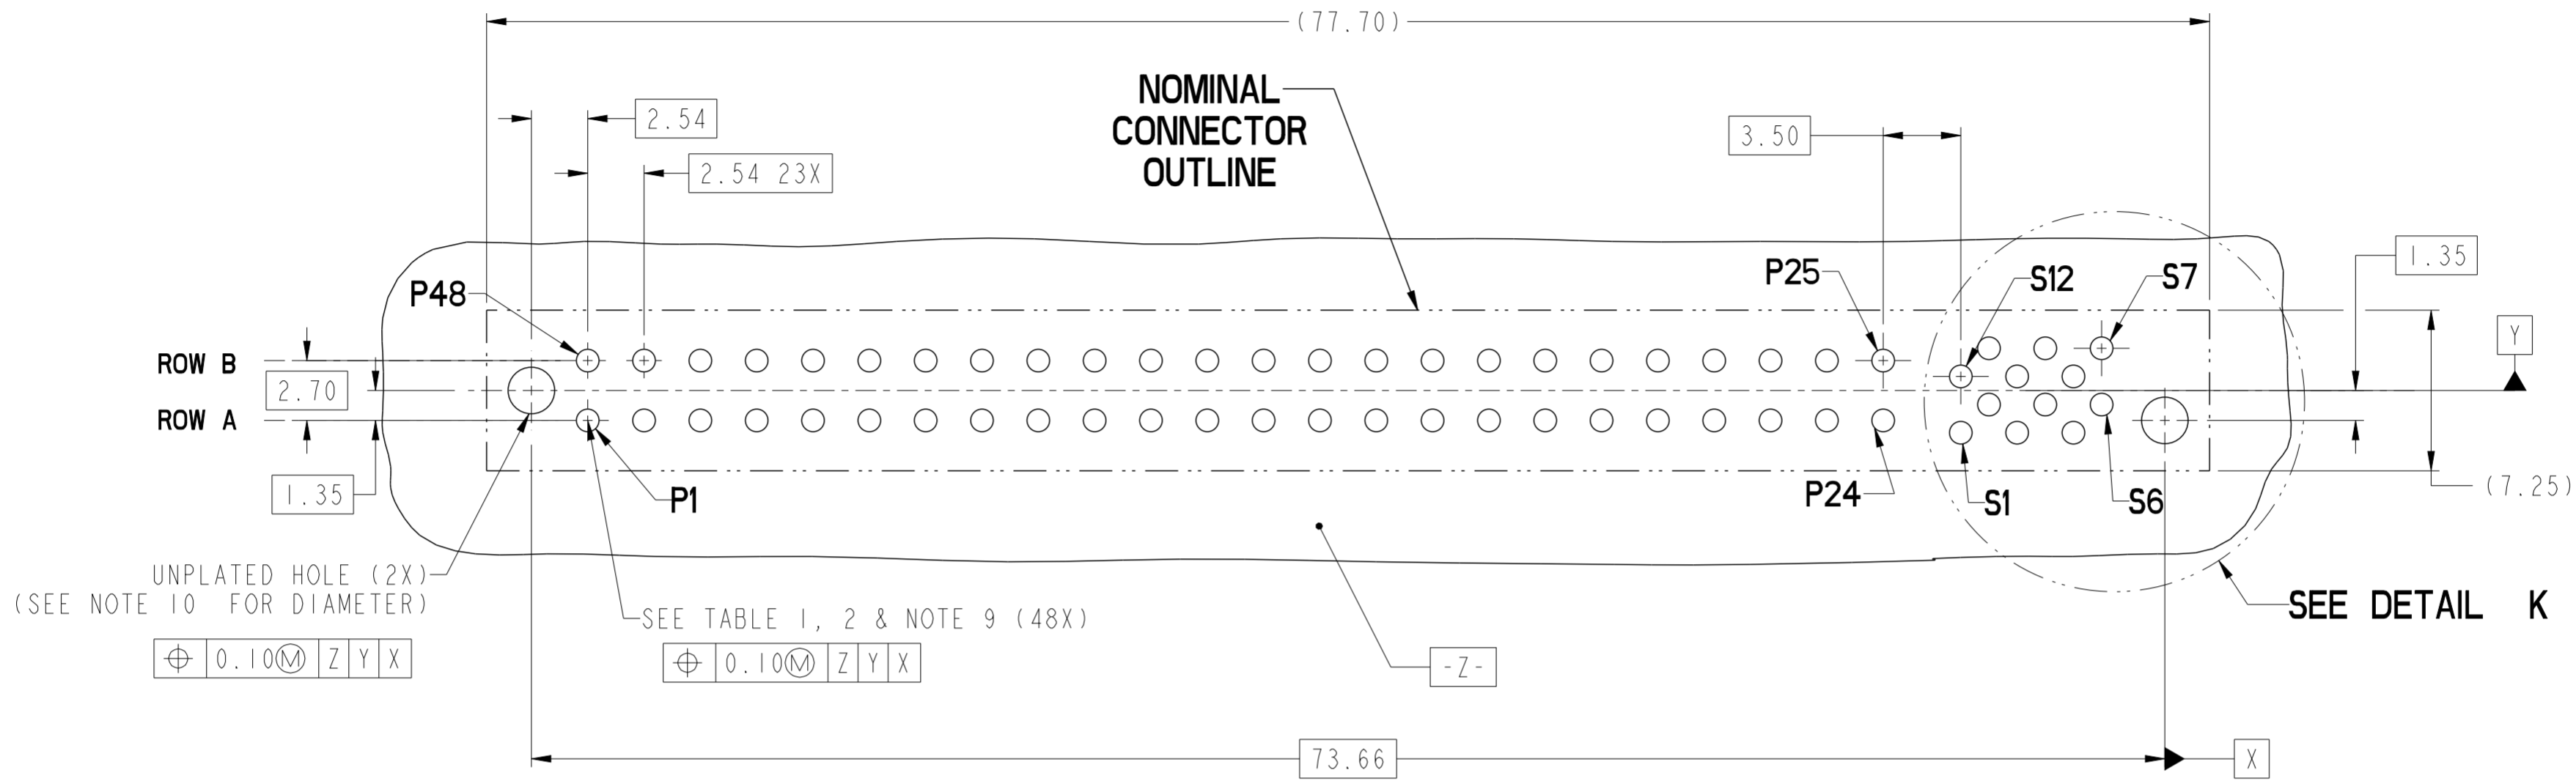 (77.70)
NOMINAL
CONNECTOR
OUTLINE
2.54
2.54 23X
3.50
1.35
P48
P25
S12
S7
Y
ROW B
2.70
ROW A
1.35
P1
P24
S1
S6
(7.25)
UNPLATED HOLE (2X)
(SEE NOTE 10 FOR DIAMETER)
⌖ 0.10Ⓜ Z Y X
SEE TABLE 1, 2 & NOTE 9 (48X)
⌖ 0.10Ⓜ Z Y X
-Z-
SEE DETAIL K
73.66
X